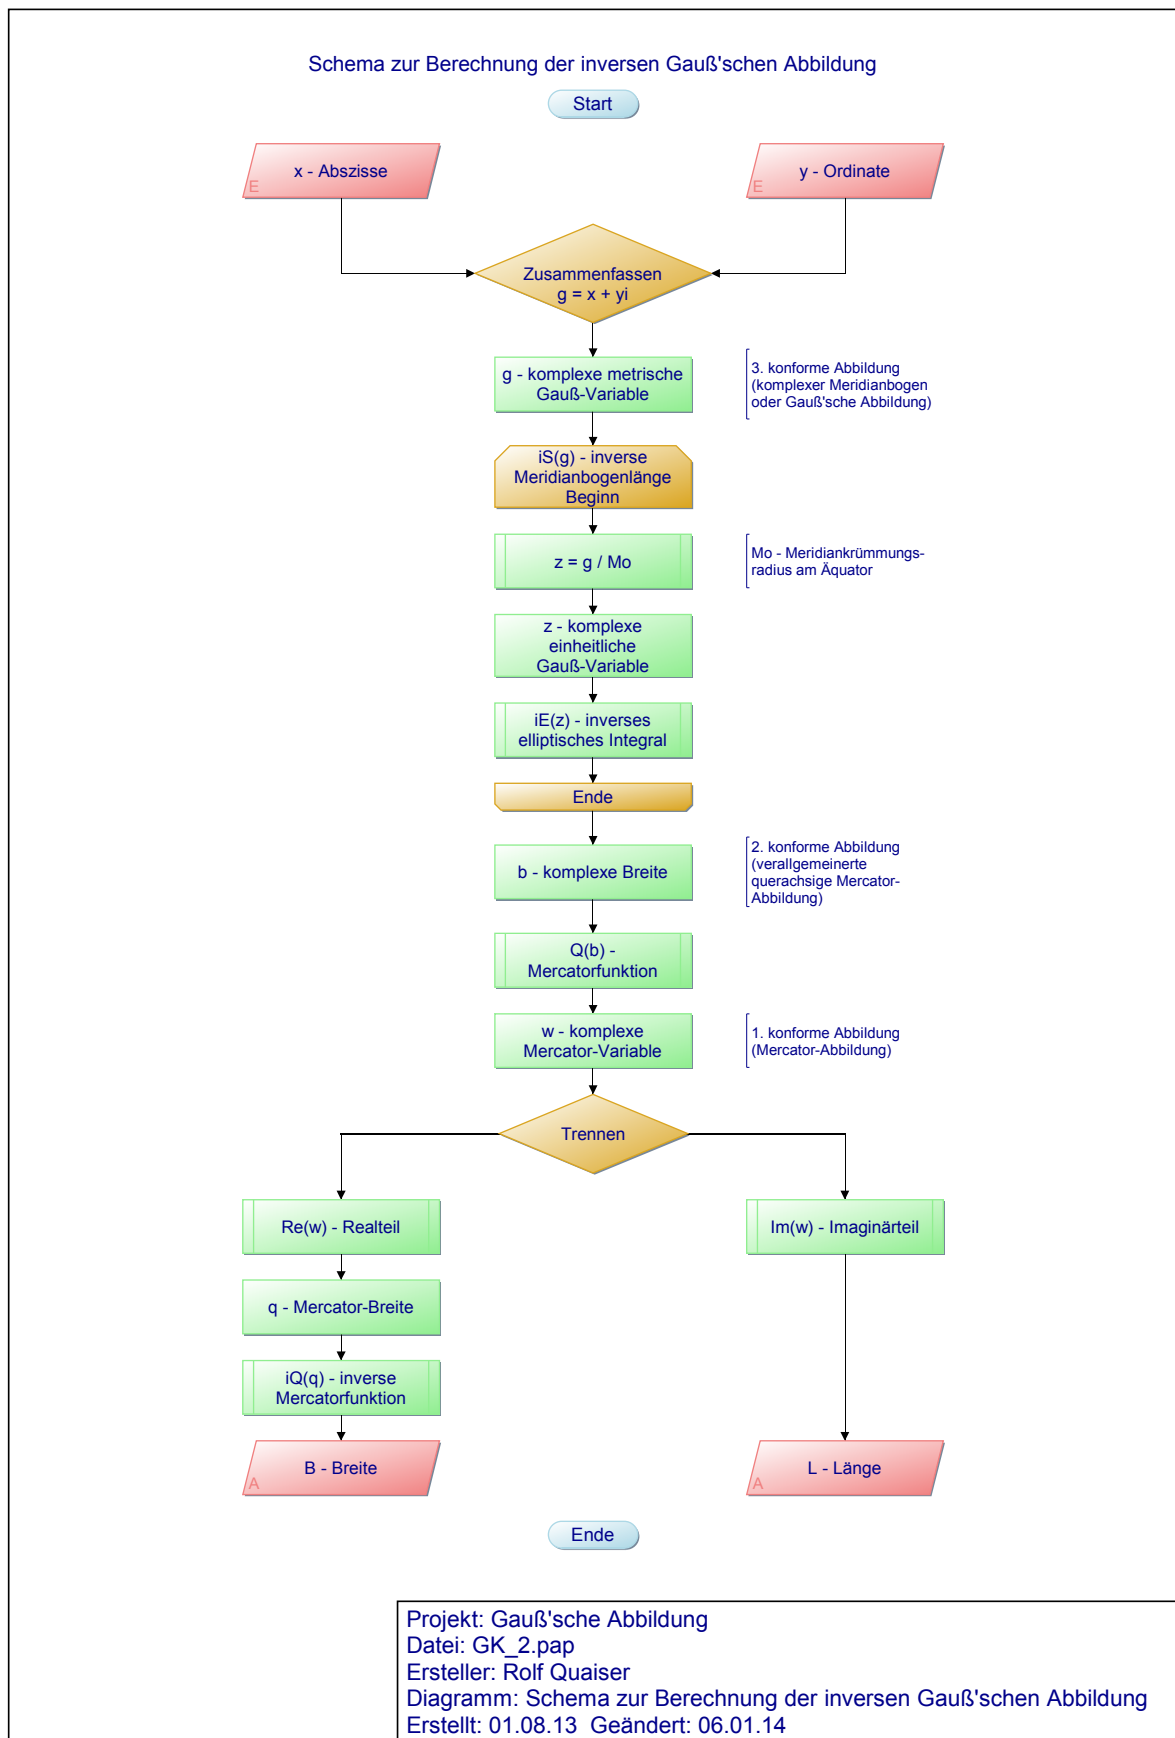 Schema zur Berechnung der inversen Gauß'schen Abbildung
Start
x - Abszisse
E
y - Ordinate
E
Zusammenfassen
g = x + yi
g - komplexe metrische
Gauß-Variable
3. konforme Abbildung
(komplexer Meridianbogen
oder Gauß'sche Abbildung)
iS(g) - inverse
Meridianbogenlänge
Beginn
z = g / Mo
Mo - Meridiankrümmungs-
radius am Äquator
z - komplexe
einheitliche
Gauß-Variable
iE(z) - inverses
elliptisches Integral
Ende
b - komplexe Breite
2. konforme Abbildung
(verallgemeinerte
querachsige Mercator-
Abbildung)
Q(b) -
Mercatorfunktion
w - komplexe
Mercator-Variable
1. konforme Abbildung
(Mercator-Abbildung)
Trennen
Re(w) - Realteil
Im(w) - Imaginärteil
q - Mercator-Breite
iQ(q) - inverse
Mercatorfunktion
B - Breite
A
L - Länge
A
Ende
Projekt: Gauß'sche Abbildung
Datei: GK_2.pap
Ersteller: Rolf Quaiser
Diagramm: Schema zur Berechnung der inversen Gauß'schen Abbildung
Erstellt: 01.08.13  Geändert: 06.01.14